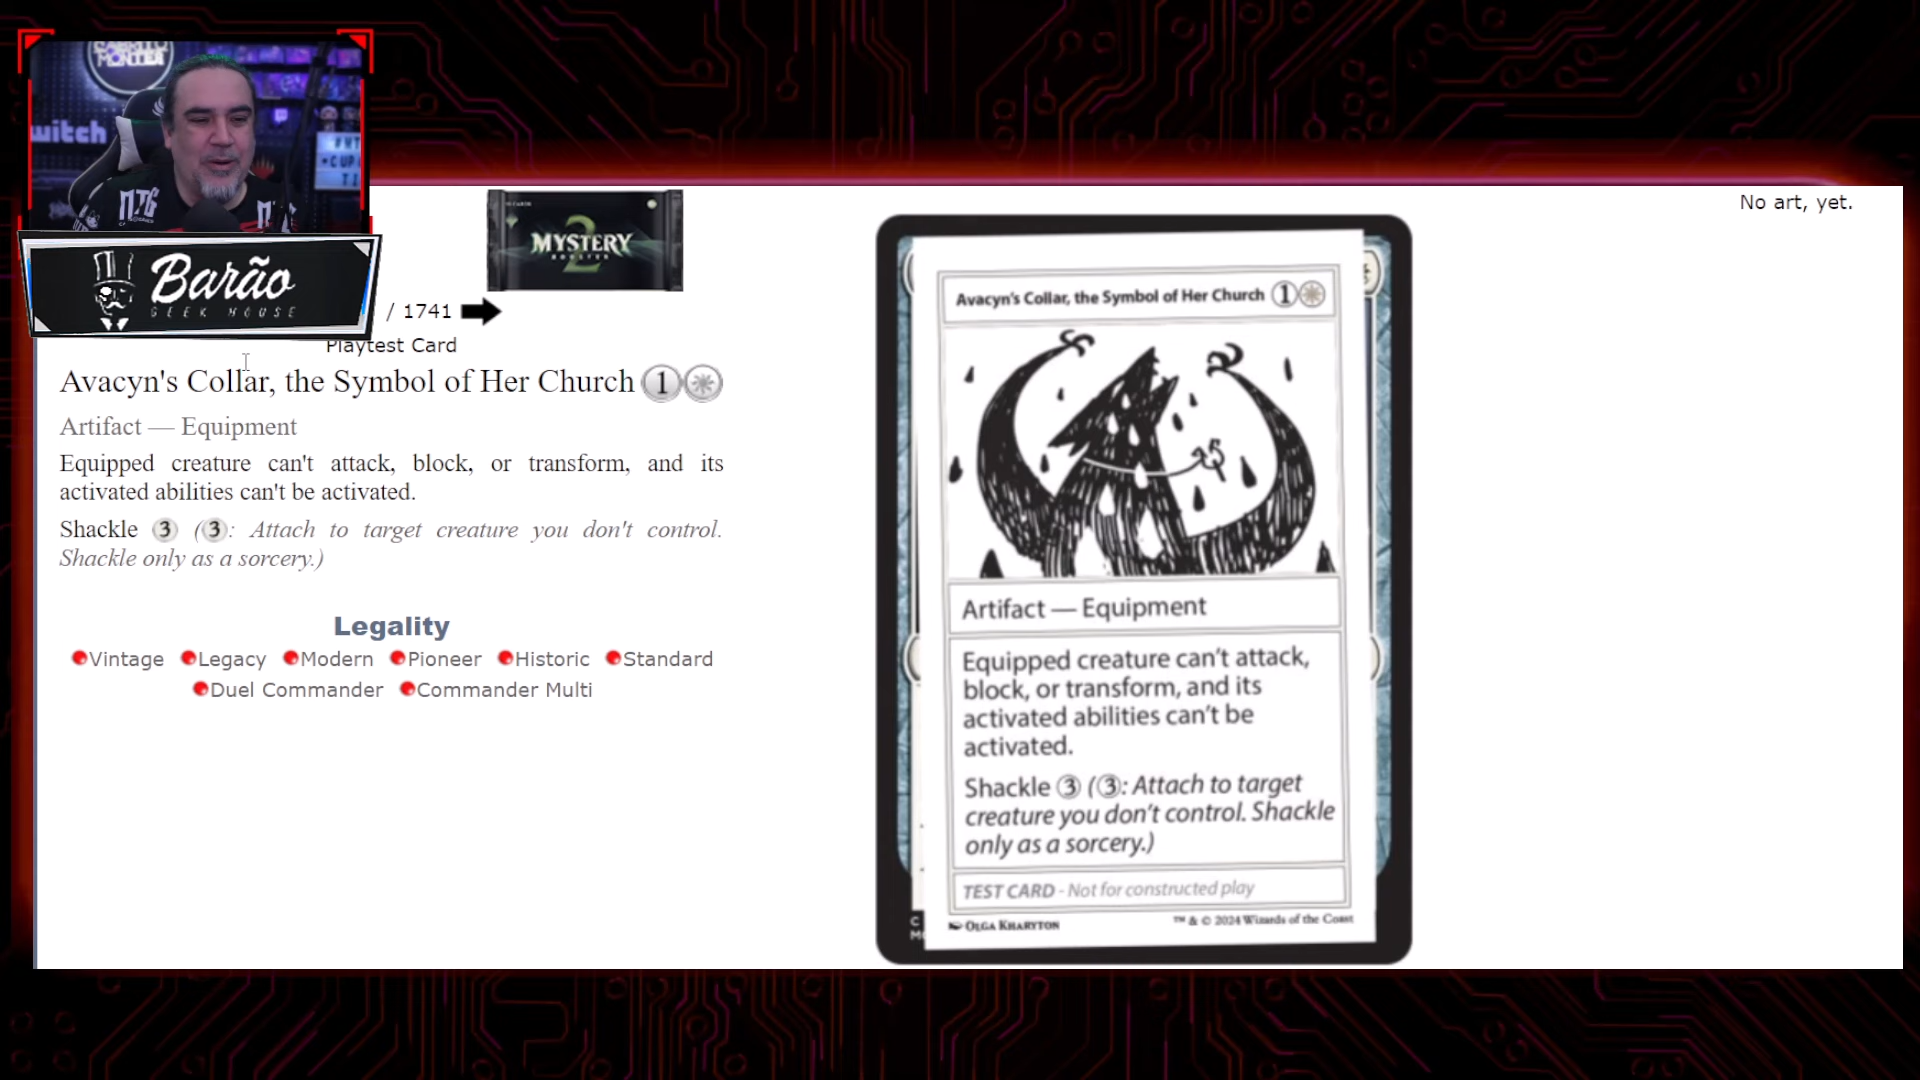 witch
MTG
Barão
GEEK HOUSE
MYSTERY
BOOSTER
2
No art, yet.
/ 1741
Playtest Card
Avacyn's Collar, the Symbol of Her Church 1
Artifact — Equipment
Equipped creature can't attack, block, or transform, and its
activated abilities can't be activated.
Shackle 3 (3: Attach to target creature you don't control.
Shackle only as a sorcery.)
Legality
Vintage Legacy Modern Pioneer Historic Standard
Duel Commander Commander Multi
Avacyn's Collar, the Symbol of Her Church 1
Artifact — Equipment
Equipped creature can't attack,
block, or transform, and its
activated abilities can't be
activated.
Shackle 3 (3: Attach to target
creature you don't control. Shackle
only as a sorcery.)
TEST CARD - Not for constructed play
OLGA KHARYTON
™ & © 2024 Wizards of the Coast